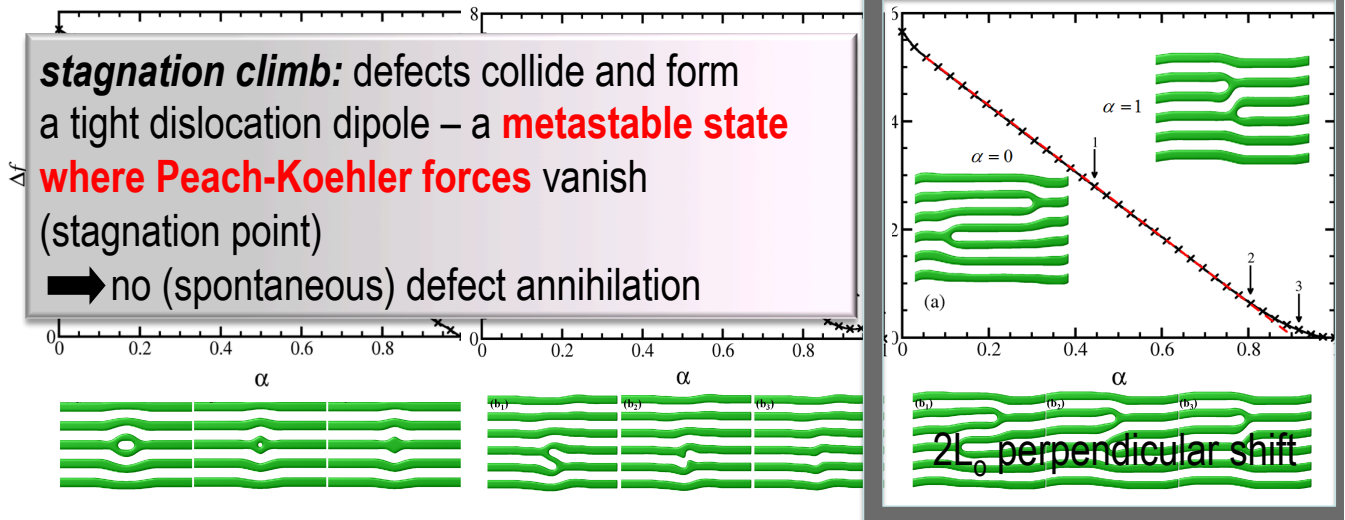 stagnation climb: defects collide and form
a tight dislocation dipole – a metastable state
where Peach-Koehler forces vanish
(stagnation point)
no (spontaneous) defect annihilation
Δf
8
0
0 0.2 0.4 0.6 0.8
α
0
0 0.2 0.4 0.6 0.8
α
4
2
0
α = 1
α = 0
1
2
3
(a)
0 0.2 0.4 0.6 0.8
α
(b₁) (b₂) (b₃)
(b₁) (b₂) (b₃)
2L₀ perpendicular shift